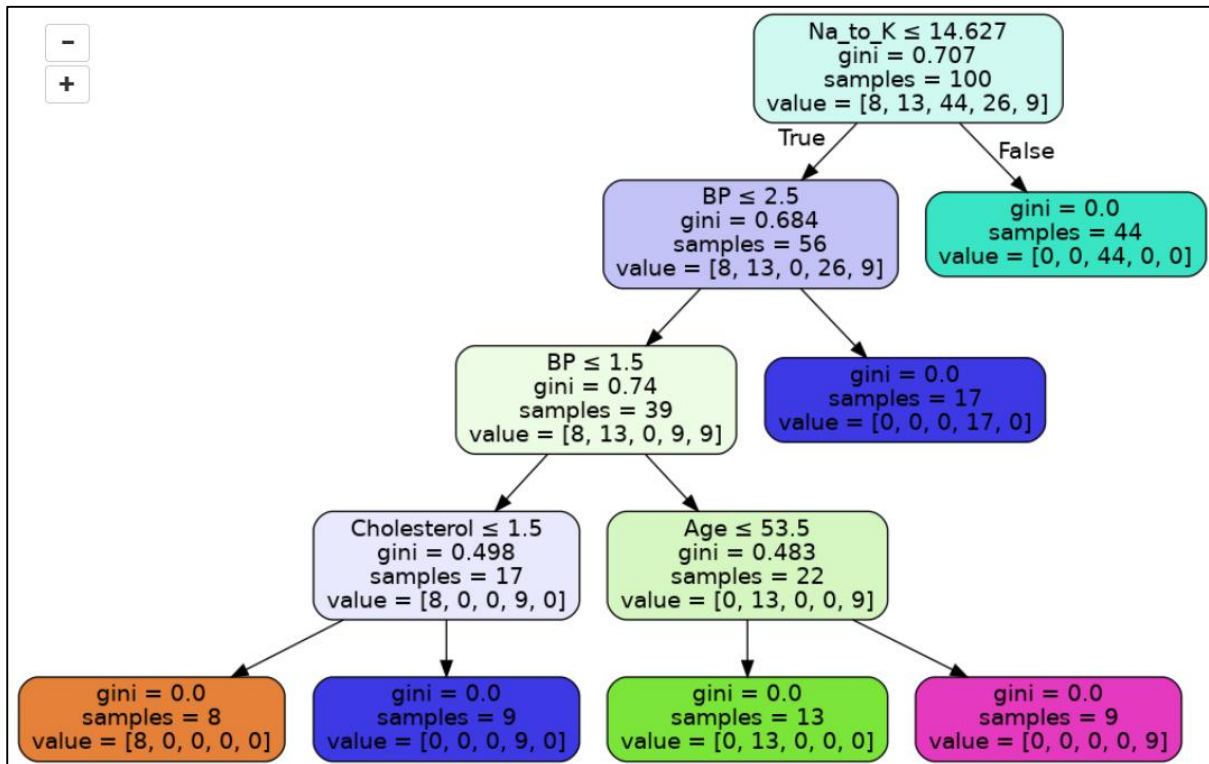 −
+
Na_to_K ≤ 14.627
gini = 0.707
samples = 100
value = [8, 13, 44, 26, 9]
True
False
BP ≤ 2.5
gini = 0.684
samples = 56
value = [8, 13, 0, 26, 9]
gini = 0.0
samples = 44
value = [0, 0, 44, 0, 0]
BP ≤ 1.5
gini = 0.74
samples = 39
value = [8, 13, 0, 9, 9]
gini = 0.0
samples = 17
value = [0, 0, 0, 17, 0]
Cholesterol ≤ 1.5
gini = 0.498
samples = 17
value = [8, 0, 0, 9, 0]
Age ≤ 53.5
gini = 0.483
samples = 22
value = [0, 13, 0, 0, 9]
gini = 0.0
samples = 8
value = [8, 0, 0, 0, 0]
gini = 0.0
samples = 9
value = [0, 0, 0, 9, 0]
gini = 0.0
samples = 13
value = [0, 13, 0, 0, 0]
gini = 0.0
samples = 9
value = [0, 0, 0, 0, 9]